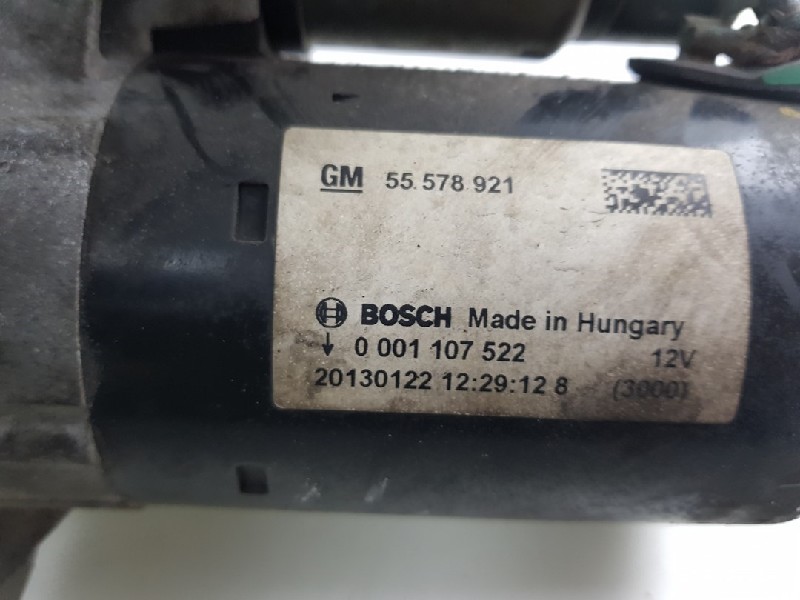 GM 55 578 921
BOSCH Made in Hungary
↓ 0 001 107 522 12V
20130122 12:29:12 8 (3000)